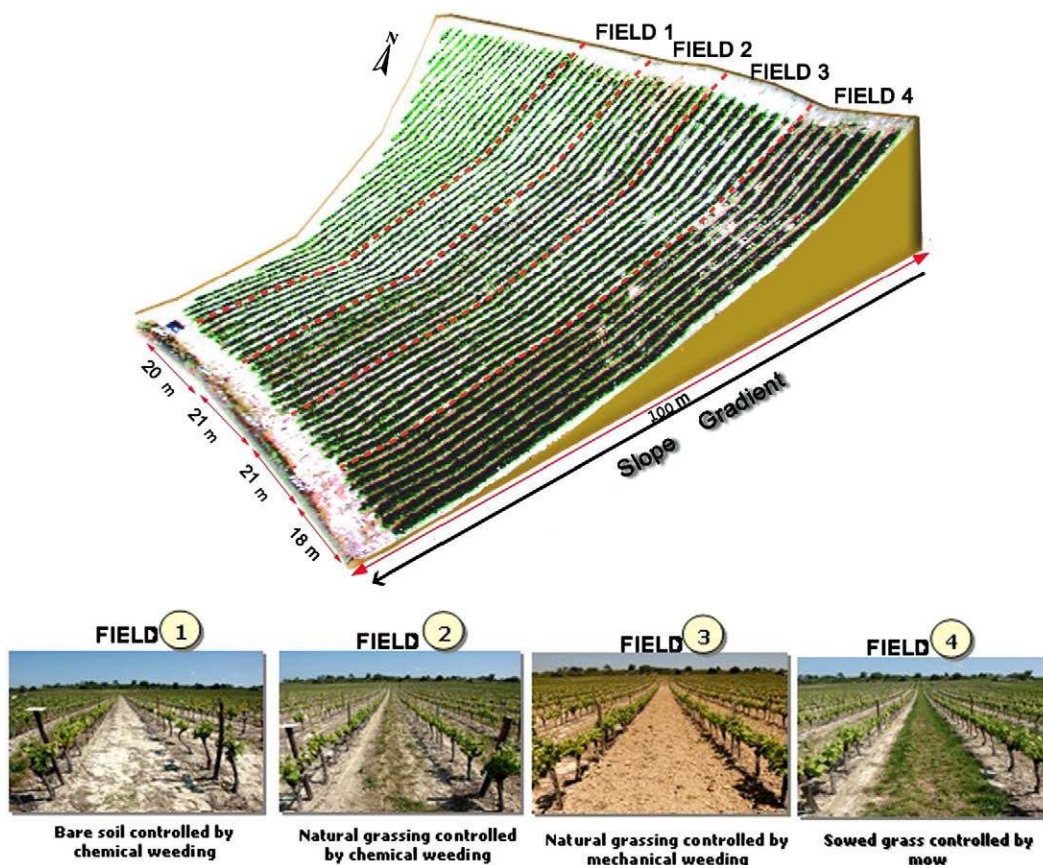 N
FIELD 1
FIELD 2
FIELD 3
FIELD 4
20 m
21 m
21 m
18 m
100 m
Slope Gradient
FIELD 1
FIELD 2
FIELD 3
FIELD 4
Bare soil controlled by
chemical weeding
Natural grassing controlled
by chemical weeding
Natural grassing controlled by
mechanical weeding
Sowed grass controlled by
mow